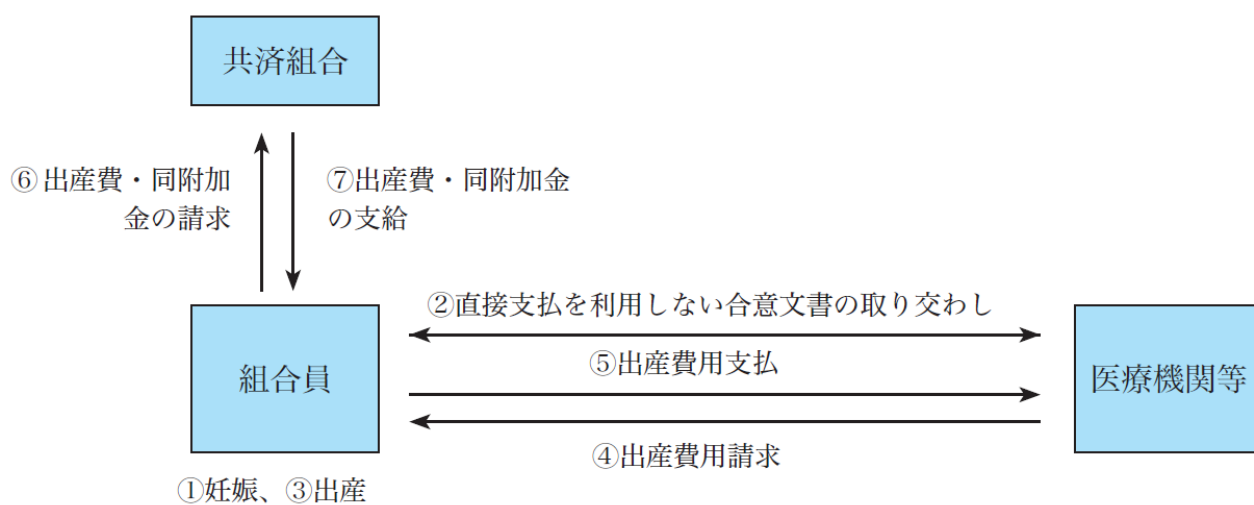 共済組合
⑥出産費・同附加
金の請求
⑦出産費・同附加金
の支給
②直接支払を利用しない合意文書の取り交わし
⑤出産費用支払
組合員
医療機関等
④出産費用請求
①妊娠、③出産